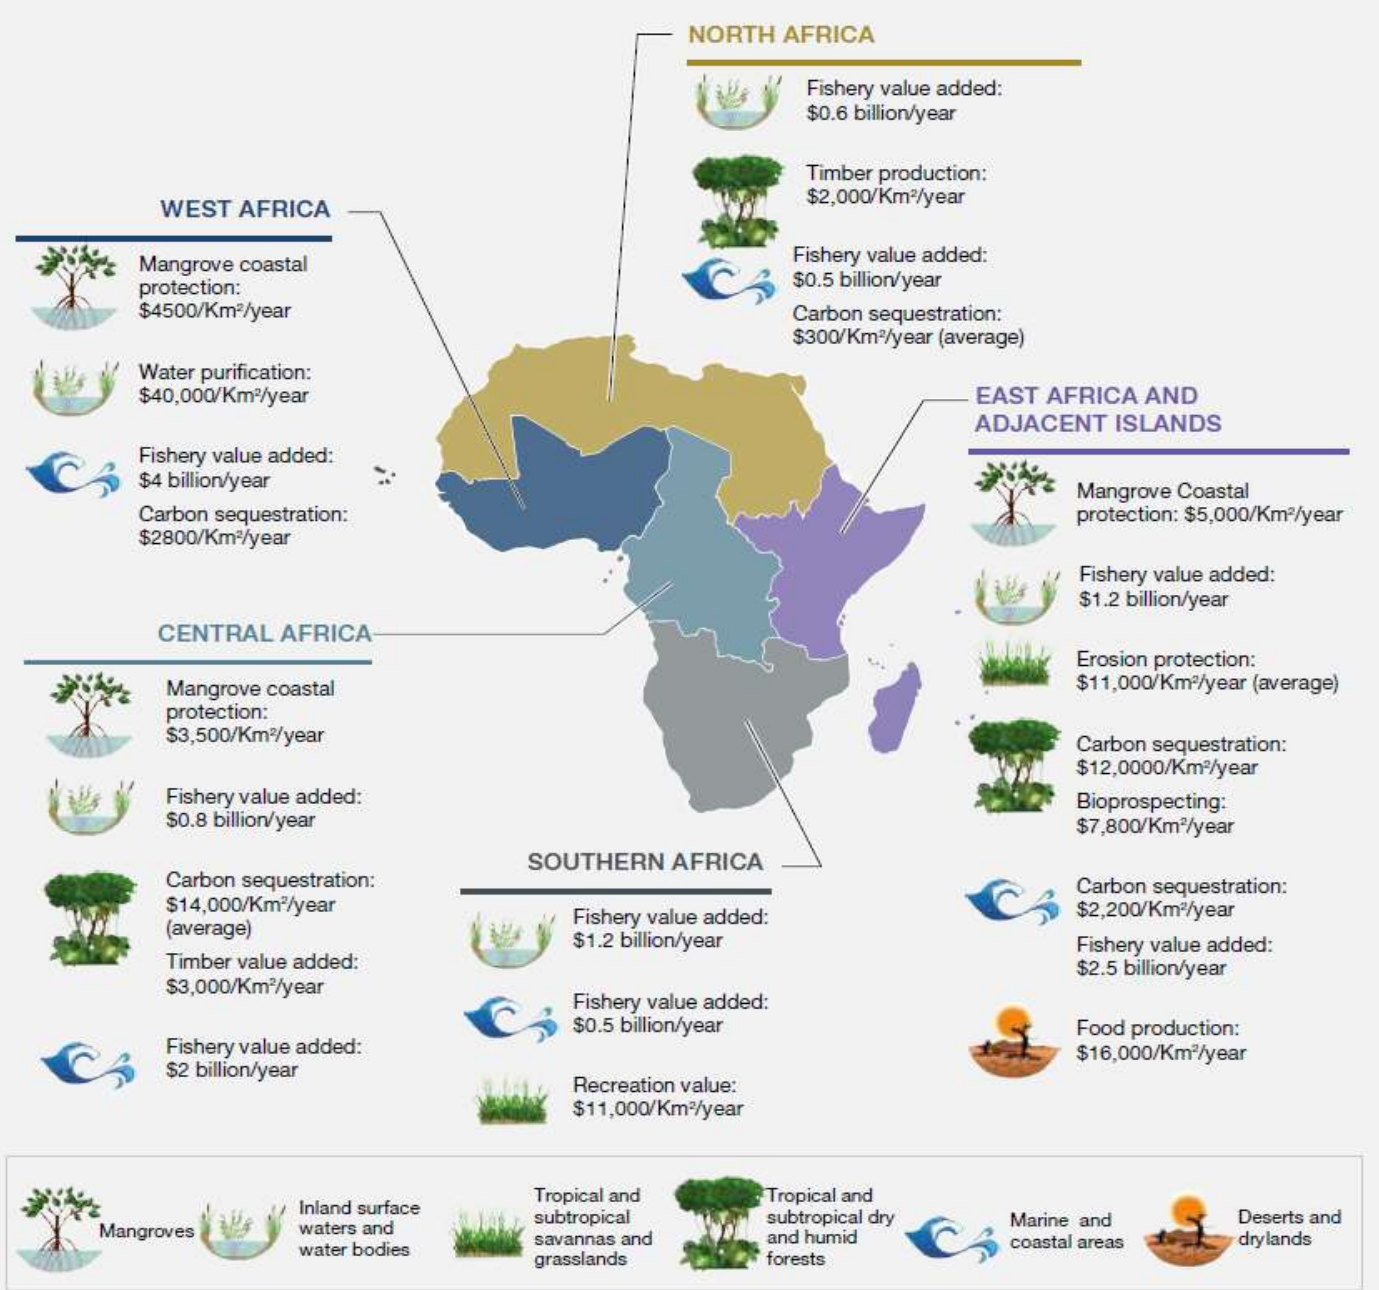 NORTH AFRICA
Fishery value added:
$0.6 billion/year
Timber production:
$2,000/Km²/year
Fishery value added:
$0.5 billion/year
Carbon sequestration:
$300/Km²/year (average)
WEST AFRICA
Mangrove coastal
protection:
$4500/Km²/year
Water purification:
$40,000/Km²/year
Fishery value added:
$4 billion/year
Carbon sequestration:
$2800/Km²/year
EAST AFRICA AND
ADJACENT ISLANDS
Mangrove Coastal
protection: $5,000/Km²/year
Fishery value added:
$1.2 billion/year
Erosion protection:
$11,000/Km²/year (average)
Carbon sequestration:
$12,0000/Km²/year
Bioprospecting:
$7,800/Km²/year
Carbon sequestration:
$2,200/Km²/year
Fishery value added:
$2.5 billion/year
Food production:
$16,000/Km²/year
CENTRAL AFRICA
Mangrove coastal
protection:
$3,500/Km²/year
Fishery value added:
$0.8 billion/year
Carbon sequestration:
$14,000/Km²/year
(average)
Timber value added:
$3,000/Km²/year
Fishery value added:
$2 billion/year
SOUTHERN AFRICA
Fishery value added:
$1.2 billion/year
Fishery value added:
$0.5 billion/year
Recreation value:
$11,000/Km²/year
Mangroves
Inland surface
waters and
water bodies
Tropical and
subtropical
savannas and
grasslands
Tropical and
subtropical dry
and humid
forests
Marine and
coastal areas
Deserts and
drylands